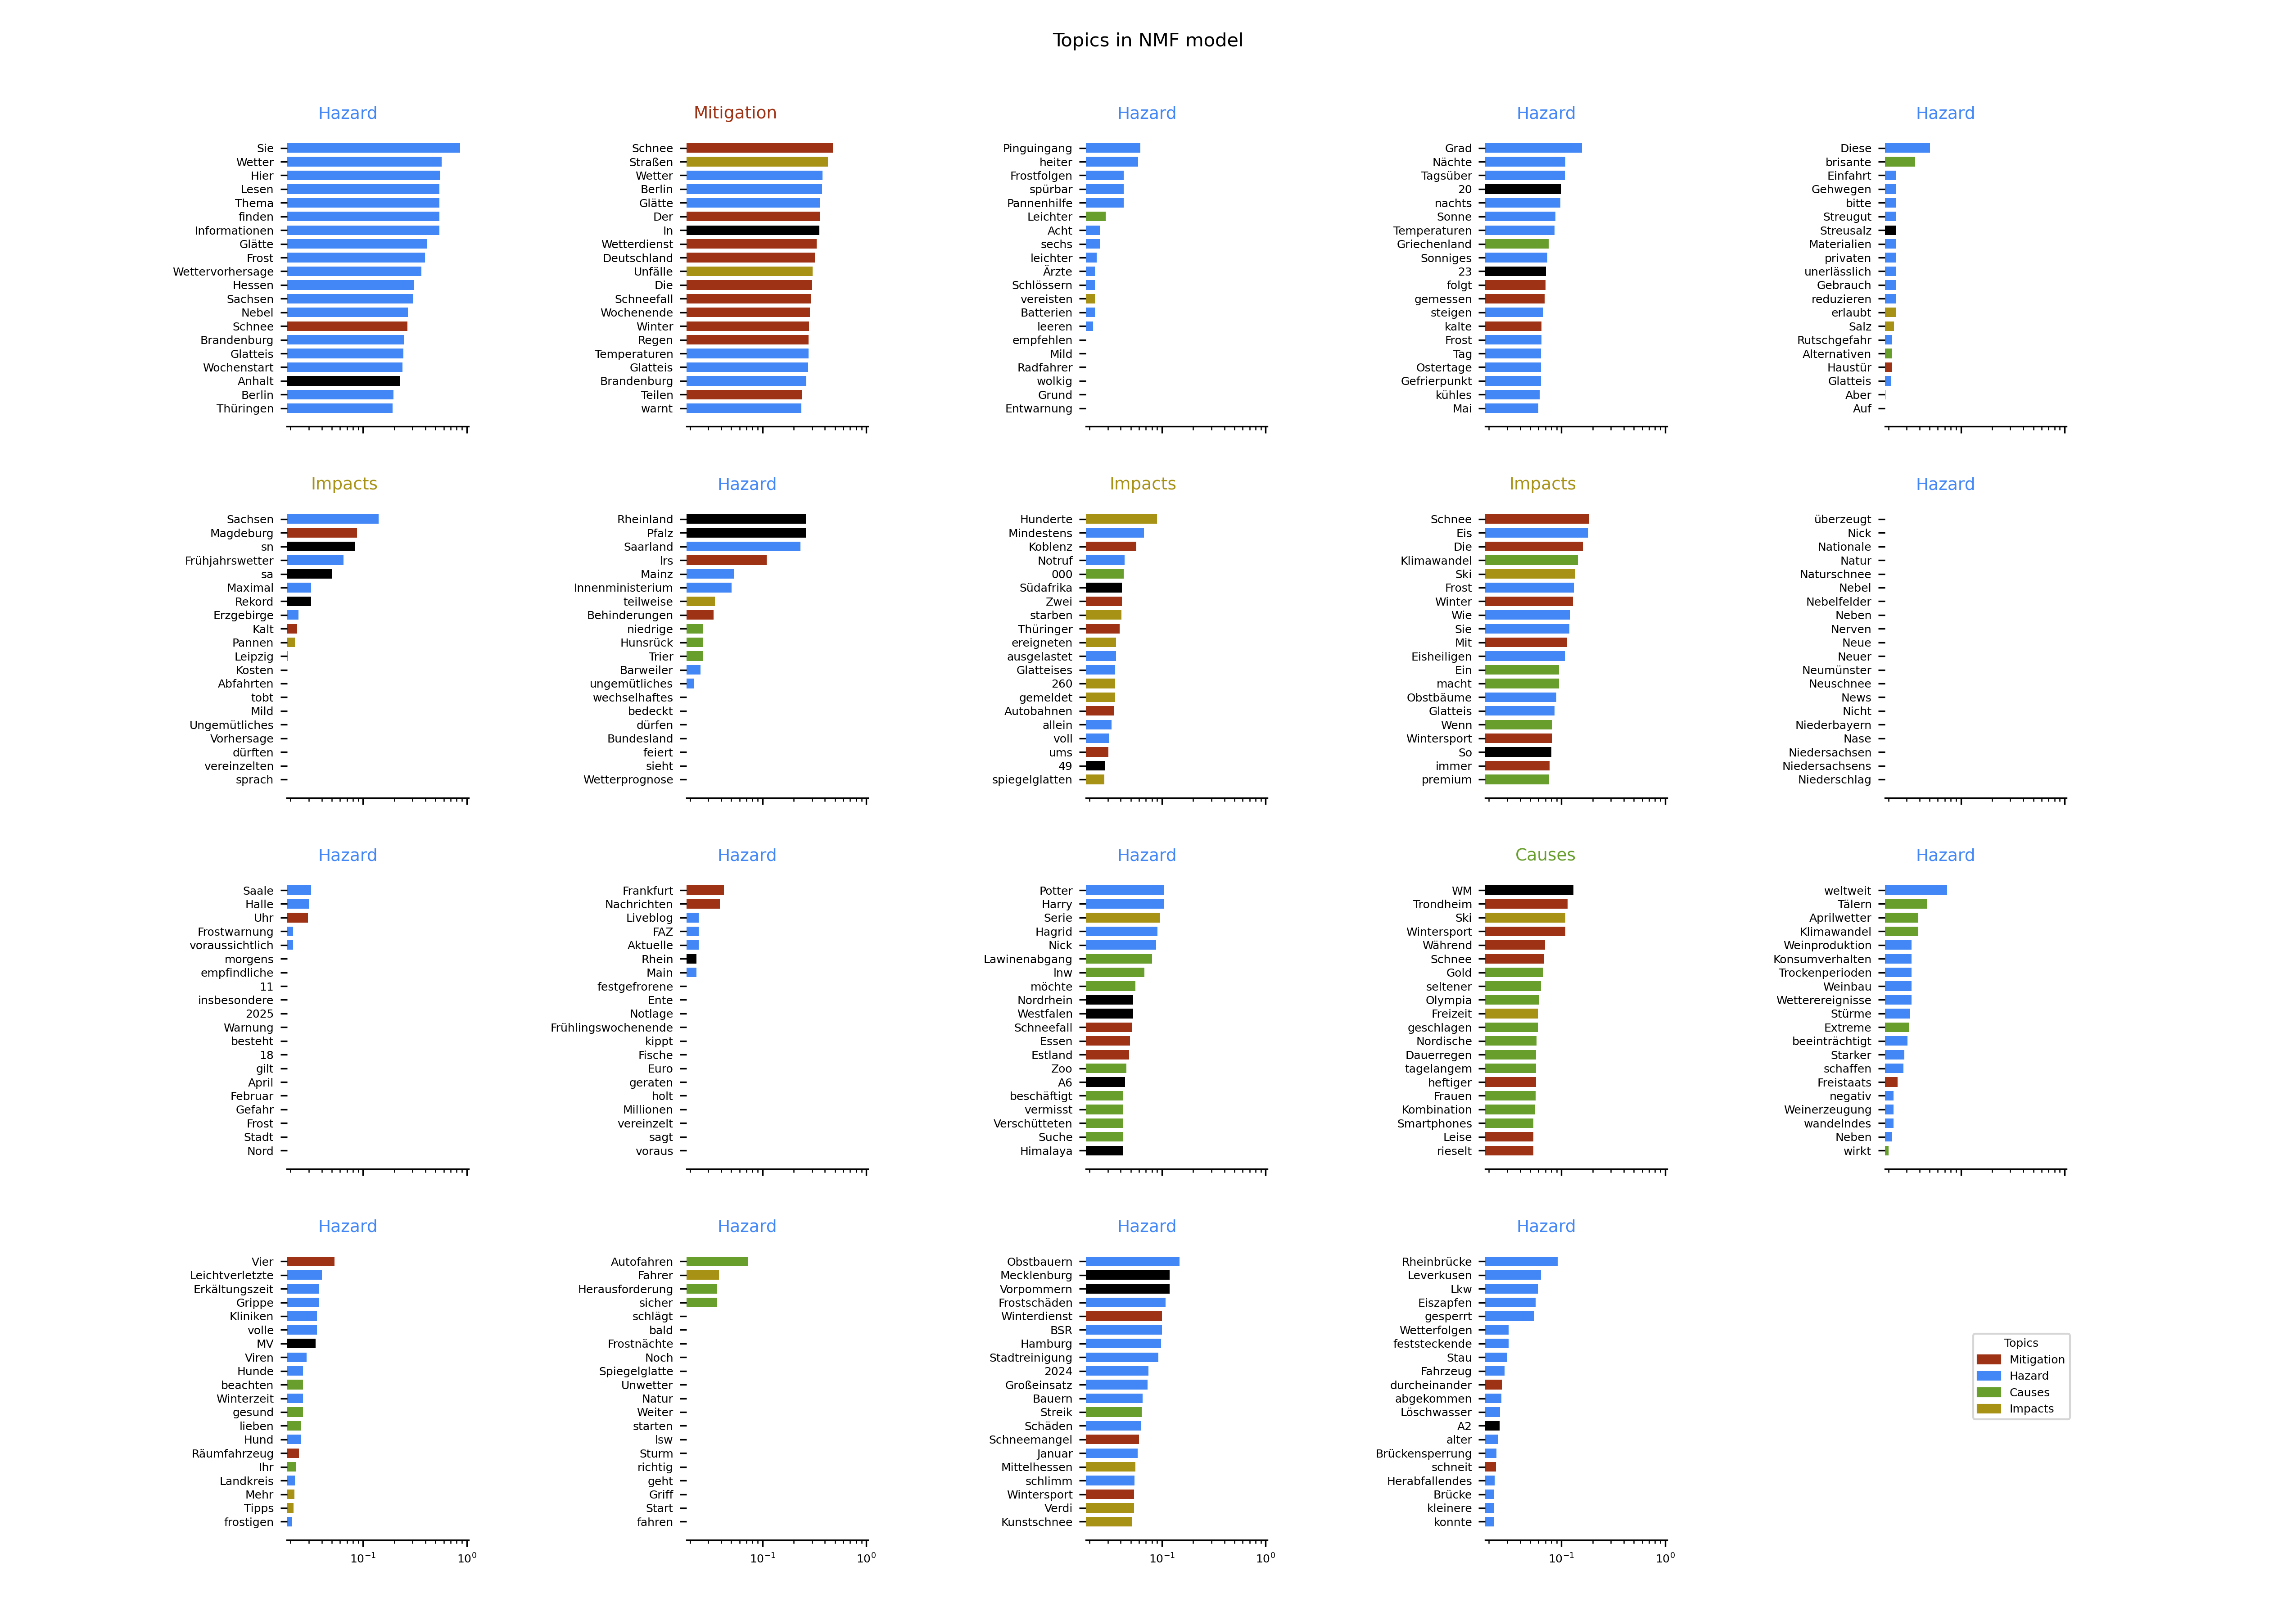 Topics in NMF model
Hazard
Sie
Wetter
Hier
Lesen
Thema
finden
Informationen
Glätte
Frost
Wettervorhersage
Hessen
Sachsen
Nebel
Schnee
Brandenburg
Glatteis
Wochenstart
Anhalt
Berlin
Thüringen
Mitigation
Schnee
Straßen
Wetter
Berlin
Glätte
Der
In
Wetterdienst
Deutschland
Unfälle
Die
Schneefall
Wochenende
Winter
Regen
Temperaturen
Glatteis
Brandenburg
Teilen
warnt
Hazard
Pinguingang
heiter
Frostfolgen
spürbar
Pannenhilfe
Leichter
Acht
sechs
leichter
Ärzte
Schlössern
vereisten
Batterien
leeren
empfehlen
Mild
Radfahrer
wolkig
Grund
Entwarnung
Hazard
Grad
Nächte
Tagsüber
20
nachts
Sonne
Temperaturen
Griechenland
Sonniges
23
folgt
gemessen
steigen
kalte
Frost
Tag
Ostertage
Gefrierpunkt
kühles
Mai
Hazard
Diese
brisante
Einfahrt
Gehwegen
bitte
Streugut
Streusalz
Materialien
privaten
unerlässlich
Gebrauch
reduzieren
erlaubt
Salz
Rutschgefahr
Alternativen
Haustür
Glatteis
Aber
Auf
Impacts
Sachsen
Magdeburg
sn
Frühjahrswetter
sa
Maximal
Rekord
Erzgebirge
Kalt
Pannen
Leipzig
Kosten
Abfahrten
tobt
Mild
Ungemütliches
Vorhersage
dürften
vereinzelten
sprach
Hazard
Rheinland
Pfalz
Saarland
lrs
Mainz
Innenministerium
teilweise
Behinderungen
niedrige
Hunsrück
Trier
Barweiler
ungemütliches
wechselhaftes
bedeckt
dürfen
Bundesland
feiert
sieht
Wetterprognose
Impacts
Hunderte
Mindestens
Koblenz
Notruf
000
Südafrika
Zwei
starben
Thüringer
ereigneten
ausgelastet
Glatteises
260
gemeldet
Autobahnen
allein
voll
ums
49
spiegelglatten
Impacts
Schnee
Eis
Die
Klimawandel
Ski
Frost
Winter
Wie
Sie
Mit
Eisheiligen
Ein
macht
Obstbäume
Glatteis
Wenn
Wintersport
So
immer
premium
Hazard
überzeugt
Nick
Nationale
Natur
Naturschnee
Nebel
Nebelfelder
Neben
Nerven
Neue
Neuer
Neumünster
Neuschnee
News
Nicht
Niederbayern
Nase
Niedersachsen
Niedersachsens
Niederschlag
Hazard
Saale
Halle
Uhr
Frostwarnung
voraussichtlich
morgens
empfindliche
11
insbesondere
2025
Warnung
besteht
18
gilt
April
Februar
Gefahr
Frost
Stadt
Nord
Hazard
Frankfurt
Nachrichten
Liveblog
FAZ
Aktuelle
Rhein
Main
festgefrorene
Ente
Notlage
Frühlingswochenende
kippt
Fische
Euro
geraten
holt
Millionen
vereinzelt
sagt
voraus
Hazard
Potter
Harry
Serie
Hagrid
Nick
Lawinenabgang
lnw
möchte
Nordrhein
Westfalen
Schneefall
Essen
Estland
Zoo
A6
beschäftigt
vermisst
Verschütteten
Suche
Himalaya
Causes
WM
Trondheim
Ski
Wintersport
Während
Schnee
Gold
seltener
Olympia
Freizeit
geschlagen
Nordische
Dauerregen
tagelangem
heftiger
Frauen
Kombination
Smartphones
Leise
rieselt
Hazard
weltweit
Tälern
Aprilwetter
Klimawandel
Weinproduktion
Konsumverhalten
Trockenperioden
Weinbau
Wetterereignisse
Stürme
Extreme
beeinträchtigt
Starker
schaffen
Freistaats
negativ
Weinerzeugung
wandelndes
Neben
wirkt
Hazard
Vier
Leichtverletzte
Erkältungszeit
Grippe
Kliniken
volle
MV
Viren
Hunde
beachten
Winterzeit
gesund
lieben
Hund
Räumfahrzeug
Ihr
Landkreis
Mehr
Tipps
frostigen
10⁻¹ 10⁰
Hazard
Autofahren
Fahrer
Herausforderung
sicher
schlägt
bald
Frostnächte
Noch
Spiegelglatte
Unwetter
Natur
Weiter
starten
lsw
Sturm
richtig
geht
Griff
Start
fahren
10⁻¹ 10⁰
Hazard
Obstbauern
Mecklenburg
Vorpommern
Frostschäden
Winterdienst
BSR
Hamburg
Stadtreinigung
2024
Großeinsatz
Bauern
Streik
Schäden
Schneemangel
Januar
Mittelhessen
schlimm
Wintersport
Verdi
Kunstschnee
10⁻¹ 10⁰
Hazard
Rheinbrücke
Leverkusen
Lkw
Eiszapfen
gesperrt
Wetterfolgen
feststeckende
Stau
Fahrzeug
durcheinander
abgekommen
Löschwasser
A2
alter
Brückensperrung
schneit
Herabfallendes
Brücke
kleinere
konnte
10⁻¹ 10⁰
Topics
Mitigation
Hazard
Causes
Impacts